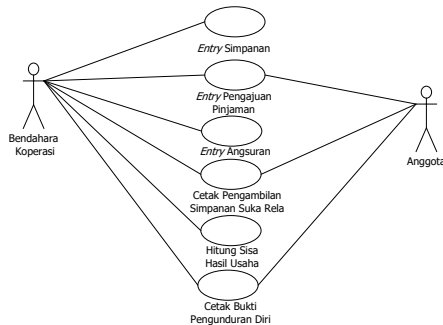 Entry Simpanan
Entry Pengajuan
Pinjaman
Bendahara
Koperasi
Entry Angsuran
Anggota
Cetak Pengambilan
Simpanan Suka Rela
Hitung Sisa
Hasil Usaha
Cetak Bukti
Pengunduran Diri